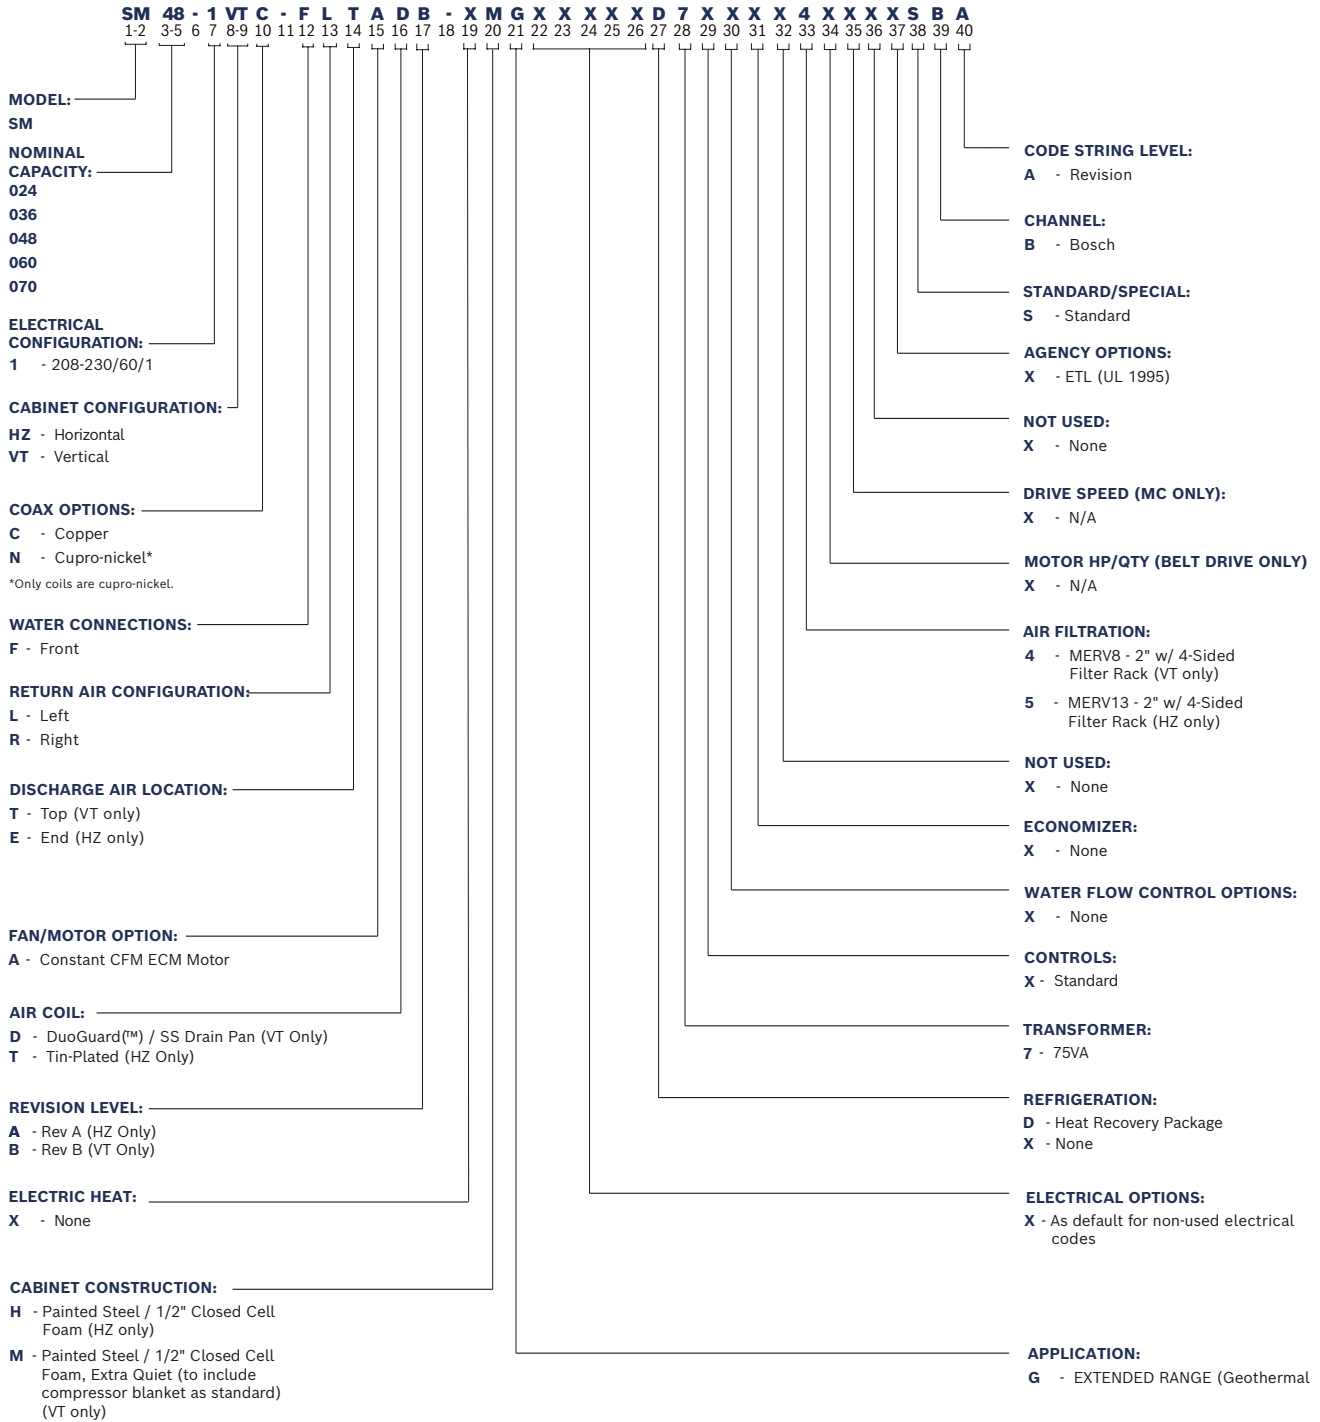 SM 48 - 1 VT C - F L T A D B - X M G X X X X X D 7 X X X X 4 X X X X S B A
1-2 3-5 6 7 8-9 10 11 12 13 14 15 16 17 18 19 20 21 22 23 24 25 26 27 28 29 30 31 32 33 34 35 36 37 38 39 40
MODEL:
SM
NOMINAL
CAPACITY:
024
036
048
060
070
ELECTRICAL
CONFIGURATION:
1 - 208-230/60/1
CABINET CONFIGURATION:
HZ - Horizontal
VT - Vertical
COAX OPTIONS:
C - Copper
N - Cupro-nickel*
*Only coils are cupro-nickel.
WATER CONNECTIONS:
F - Front
RETURN AIR CONFIGURATION:
L - Left
R - Right
DISCHARGE AIR LOCATION:
T - Top (VT only)
E - End (HZ only)
FAN/MOTOR OPTION:
A - Constant CFM ECM Motor
AIR COIL:
D - DuoGuard(™) / SS Drain Pan (VT Only)
T - Tin-Plated (HZ Only)
REVISION LEVEL:
A - Rev A (HZ Only)
B - Rev B (VT Only)
ELECTRIC HEAT:
X - None
CABINET CONSTRUCTION:
H - Painted Steel / 1/2" Closed Cell
Foam (HZ only)
M - Painted Steel / 1/2" Closed Cell
Foam, Extra Quiet (to include
compressor blanket as standard)
(VT only)
CODE STRING LEVEL:
A - Revision
CHANNEL:
B - Bosch
STANDARD/SPECIAL:
S - Standard
AGENCY OPTIONS:
X - ETL (UL 1995)
NOT USED:
X - None
DRIVE SPEED (MC ONLY):
X - N/A
MOTOR HP/QTY (BELT DRIVE ONLY)
X - N/A
AIR FILTRATION:
4 - MERV8 - 2" w/ 4-Sided
Filter Rack (VT only)
5 - MERV13 - 2" w/ 4-Sided
Filter Rack (HZ only)
NOT USED:
X - None
ECONOMIZER:
X - None
WATER FLOW CONTROL OPTIONS:
X - None
CONTROLS:
X - Standard
TRANSFORMER:
7 - 75VA
REFRIGERATION:
D - Heat Recovery Package
X - None
ELECTRICAL OPTIONS:
X - As default for non-used electrical
codes
APPLICATION:
G - EXTENDED RANGE (Geothermal